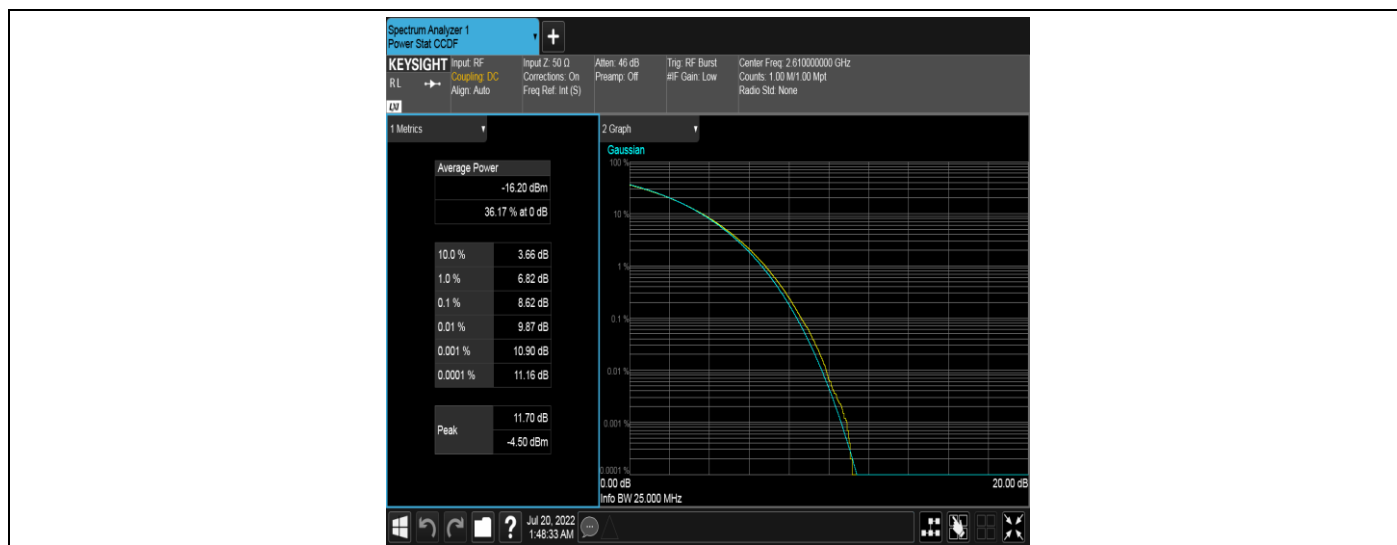 Spectrum Analyzer 1
Power Stat CCDF
+
KEYSIGHT
RL
LXI
Input: RF
Coupling: DC
Align: Auto
Input Z: 50 Ω
Corrections: On
Freq Ref: Int (S)
Atten: 46 dB
Preamp: Off
Trig: RF Burst
#IF Gain: Low
Center Freq: 2.610000000 GHz
Counts: 1.00 M/1.00 Mpt
Radio Std: None
1 Metrics
Average Power
-16.20 dBm
36.17 % at 0 dB
10.0 % 3.66 dB
1.0 % 6.82 dB
0.1 % 8.62 dB
0.01 % 9.87 dB
0.001 % 10.90 dB
0.0001 % 11.16 dB
Peak
11.70 dB
-4.50 dBm
2 Graph
Gaussian
100 %
10 %
1 %
0.1 %
0.01 %
0.001 %
0.0001 %
0.00 dB 20.00 dB
Info BW 25.000 MHz
?
Jul 20, 2022
1:48:33 AM